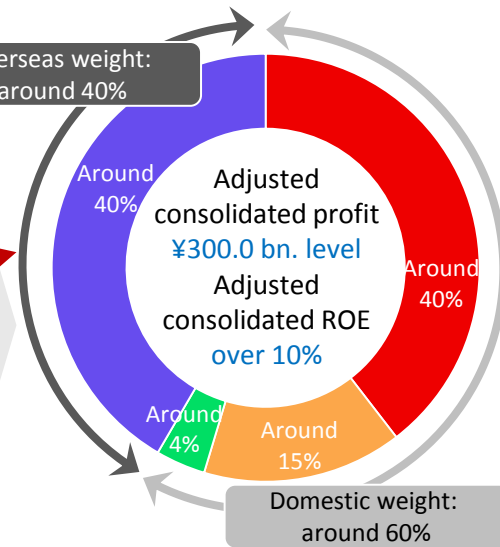 weight:
around 40%
Around
40%
Adjusted
consolidated profit
¥300.0 bn. level
Adjusted
consolidated ROE
over 10%
Around
40%
Around
4%
Around
15%
Domestic weight:
around 60%